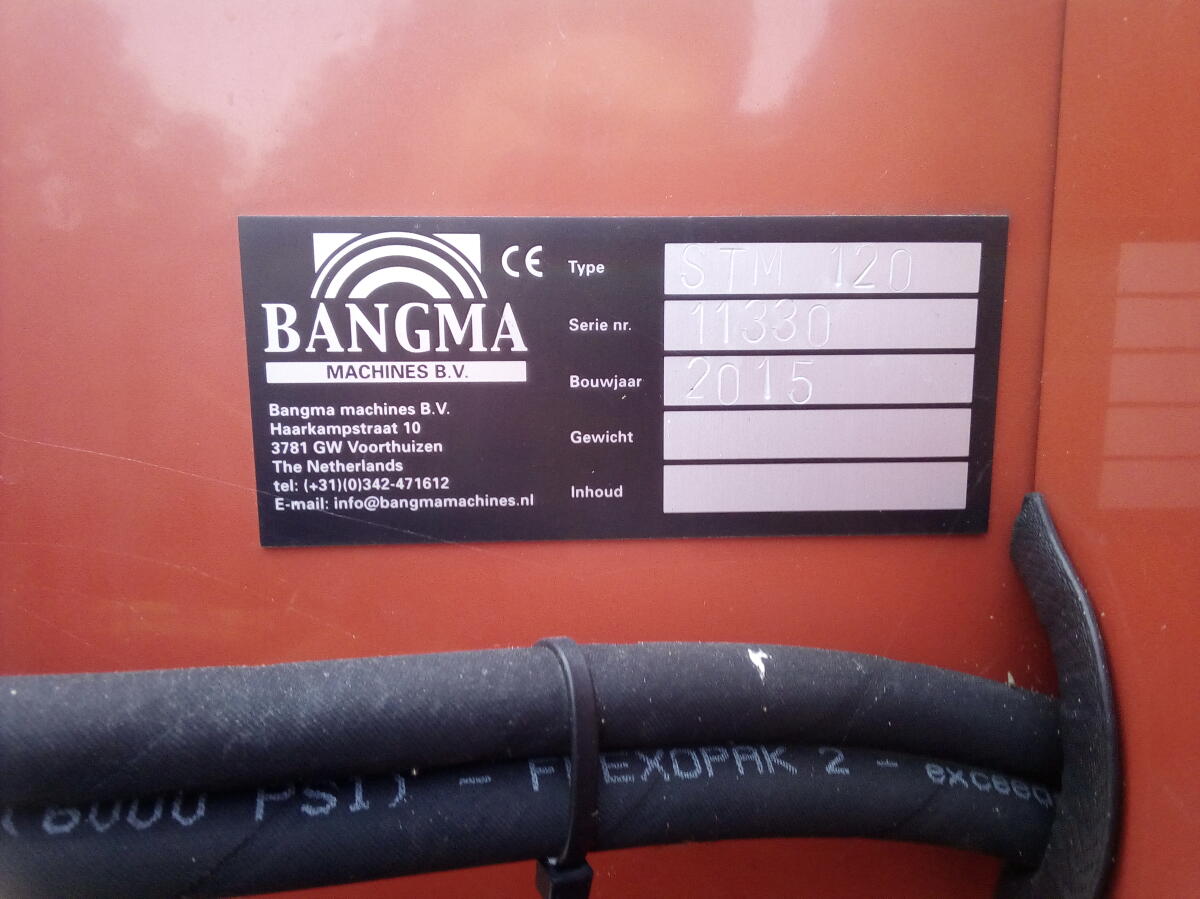 BANGMA
MACHINES B.V.
Bangma machines B.V.
Haarkampstraat 10
3781 GW Voorthuizen
The Netherlands
tel: (+31)(0)342-471612
E-mail: info@bangmamachines.nl
CE
Type STM 120
Serie nr. 11330
Bouwjaar 2015
Gewicht
Inhoud
(6000 PSI) - FLEXOPAK 2 - exceed